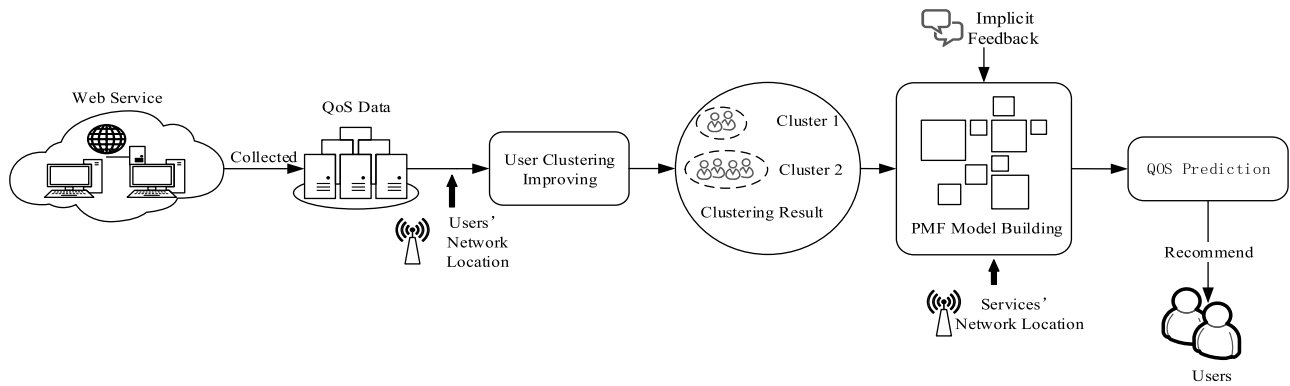 Web Service
Collected
QoS Data
Users’
Network
Location
User Clustering
Improving
Cluster 1
Cluster 2
Clustering Result
Implicit
Feedback
PMF Model Building
Services’
Network Location
QOS Prediction
Recommend
Users